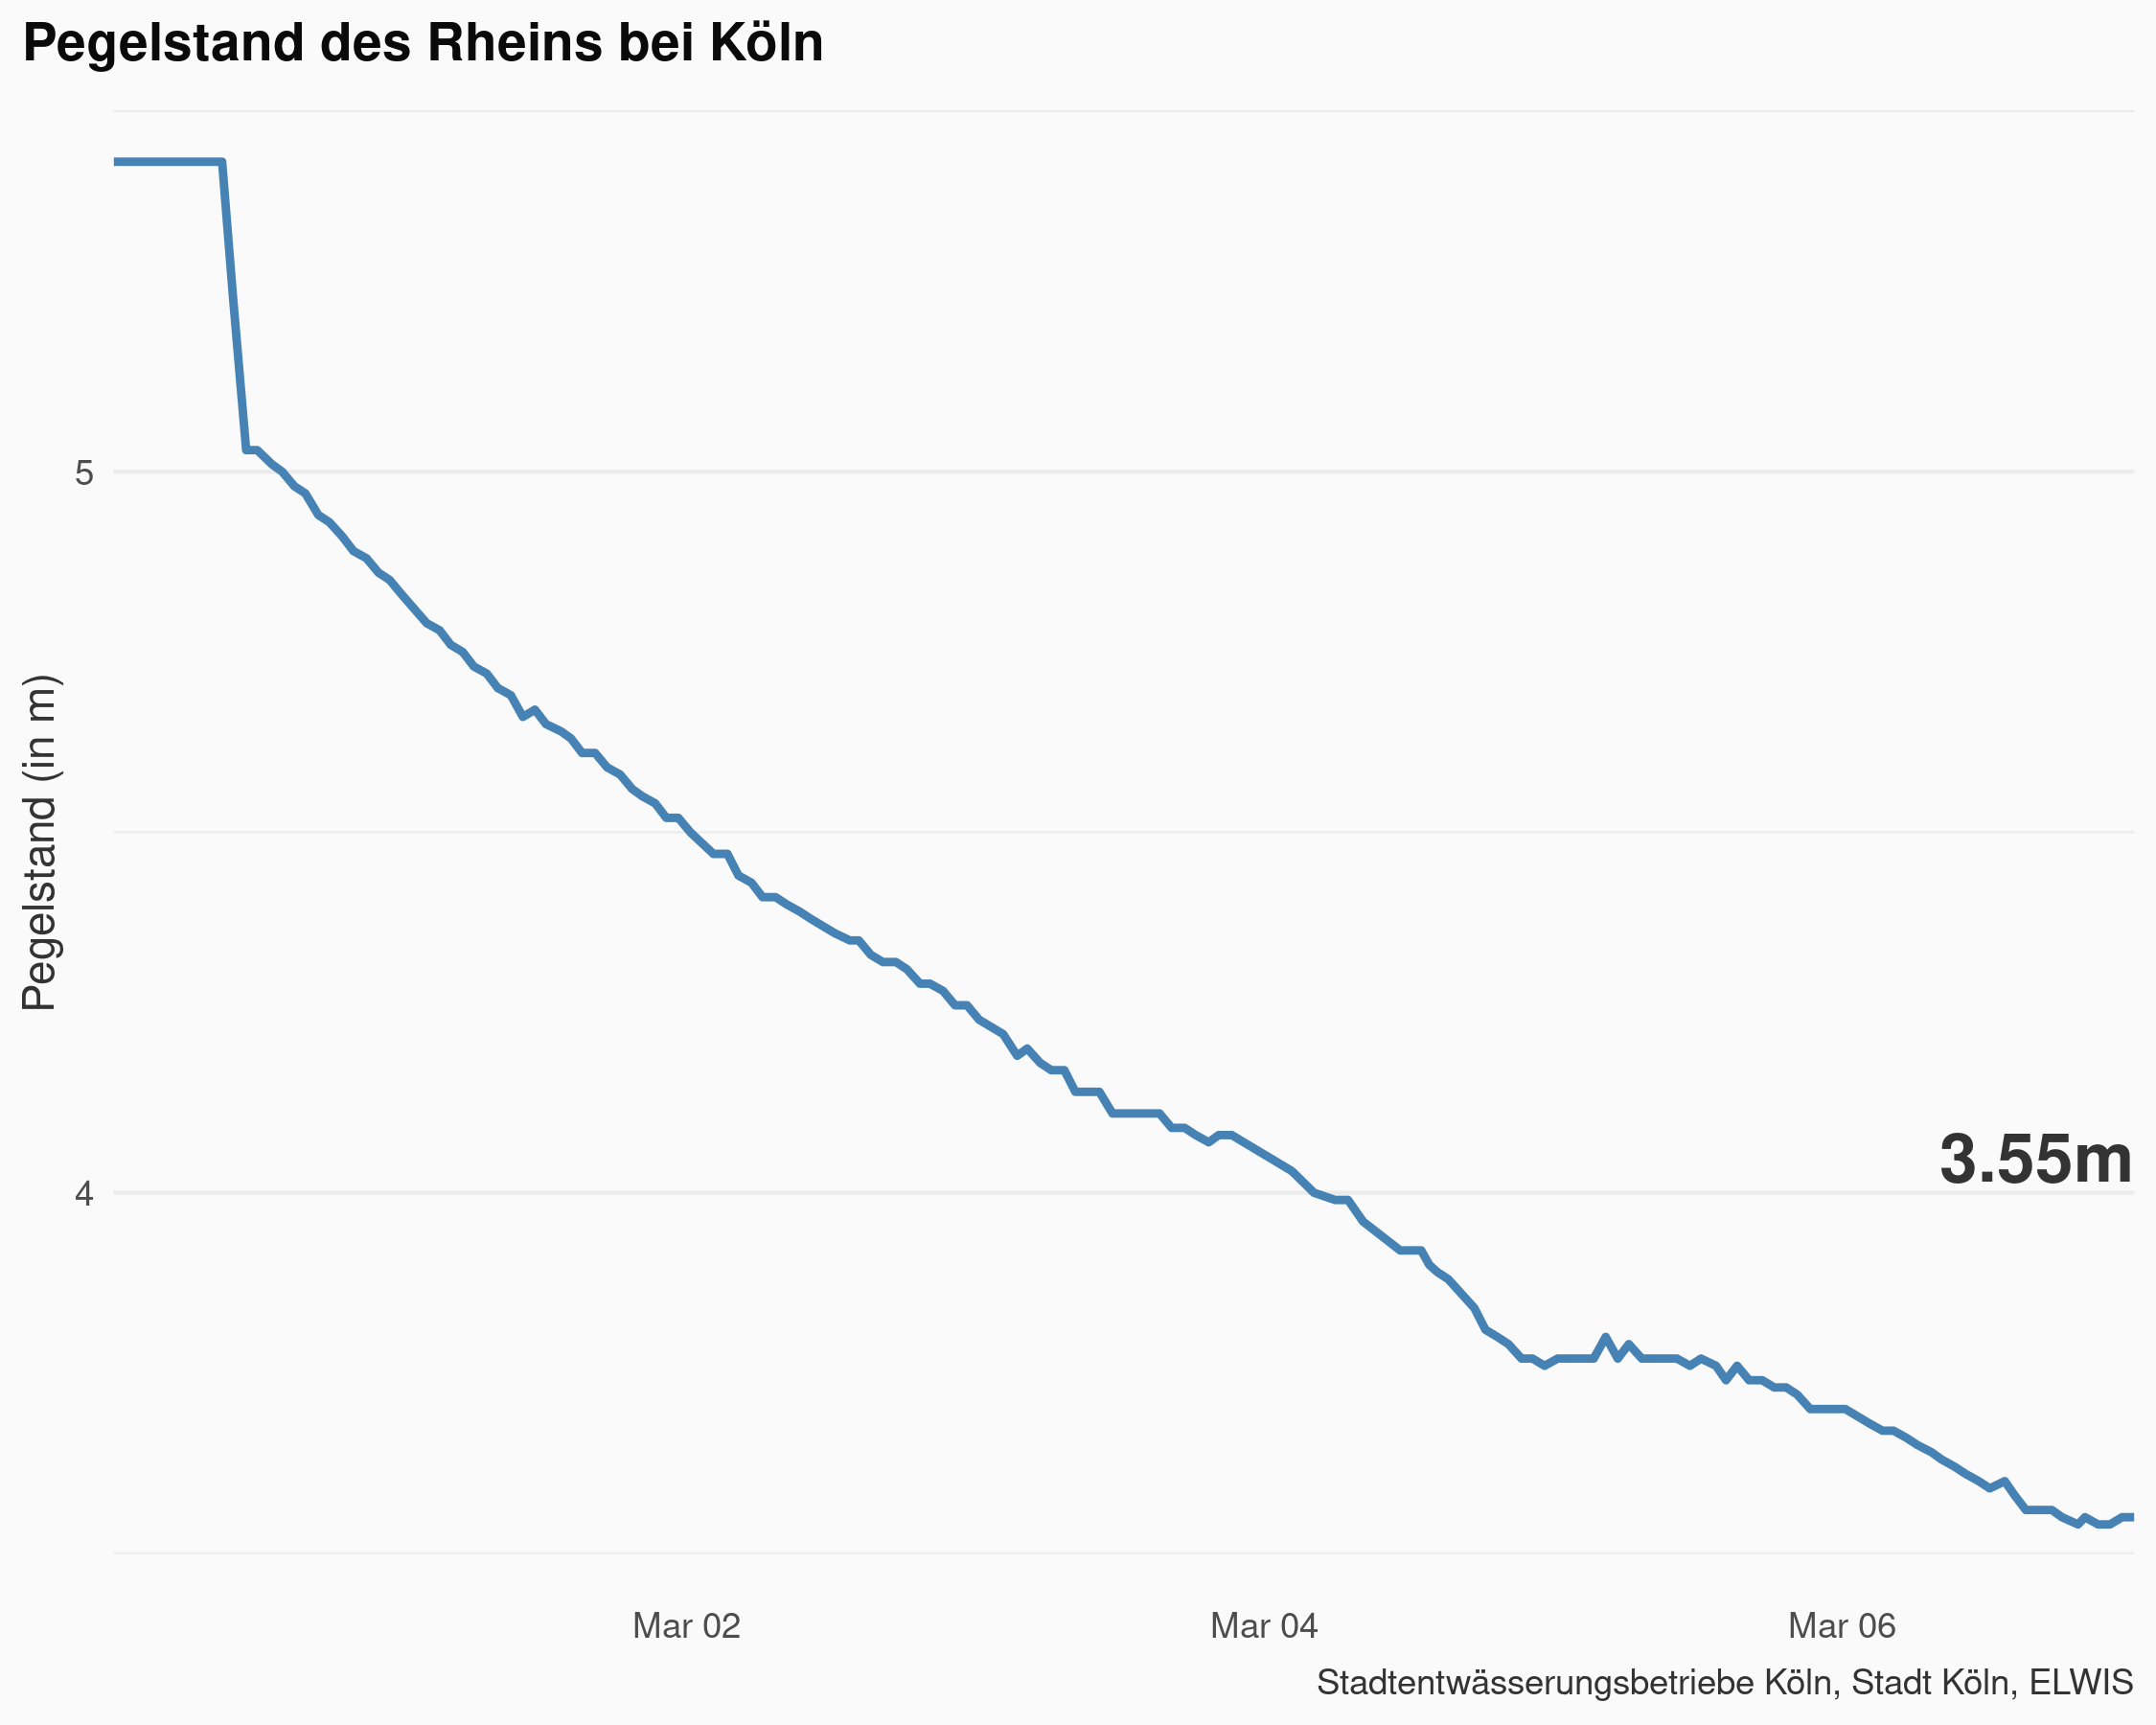 Pegelstand des Rheins bei Köln
Pegelstand (in m)
5
4
3.55m
Mar 02
Mar 04
Mar 06
Stadtentwässerungsbetriebe Köln, Stadt Köln, ELWIS